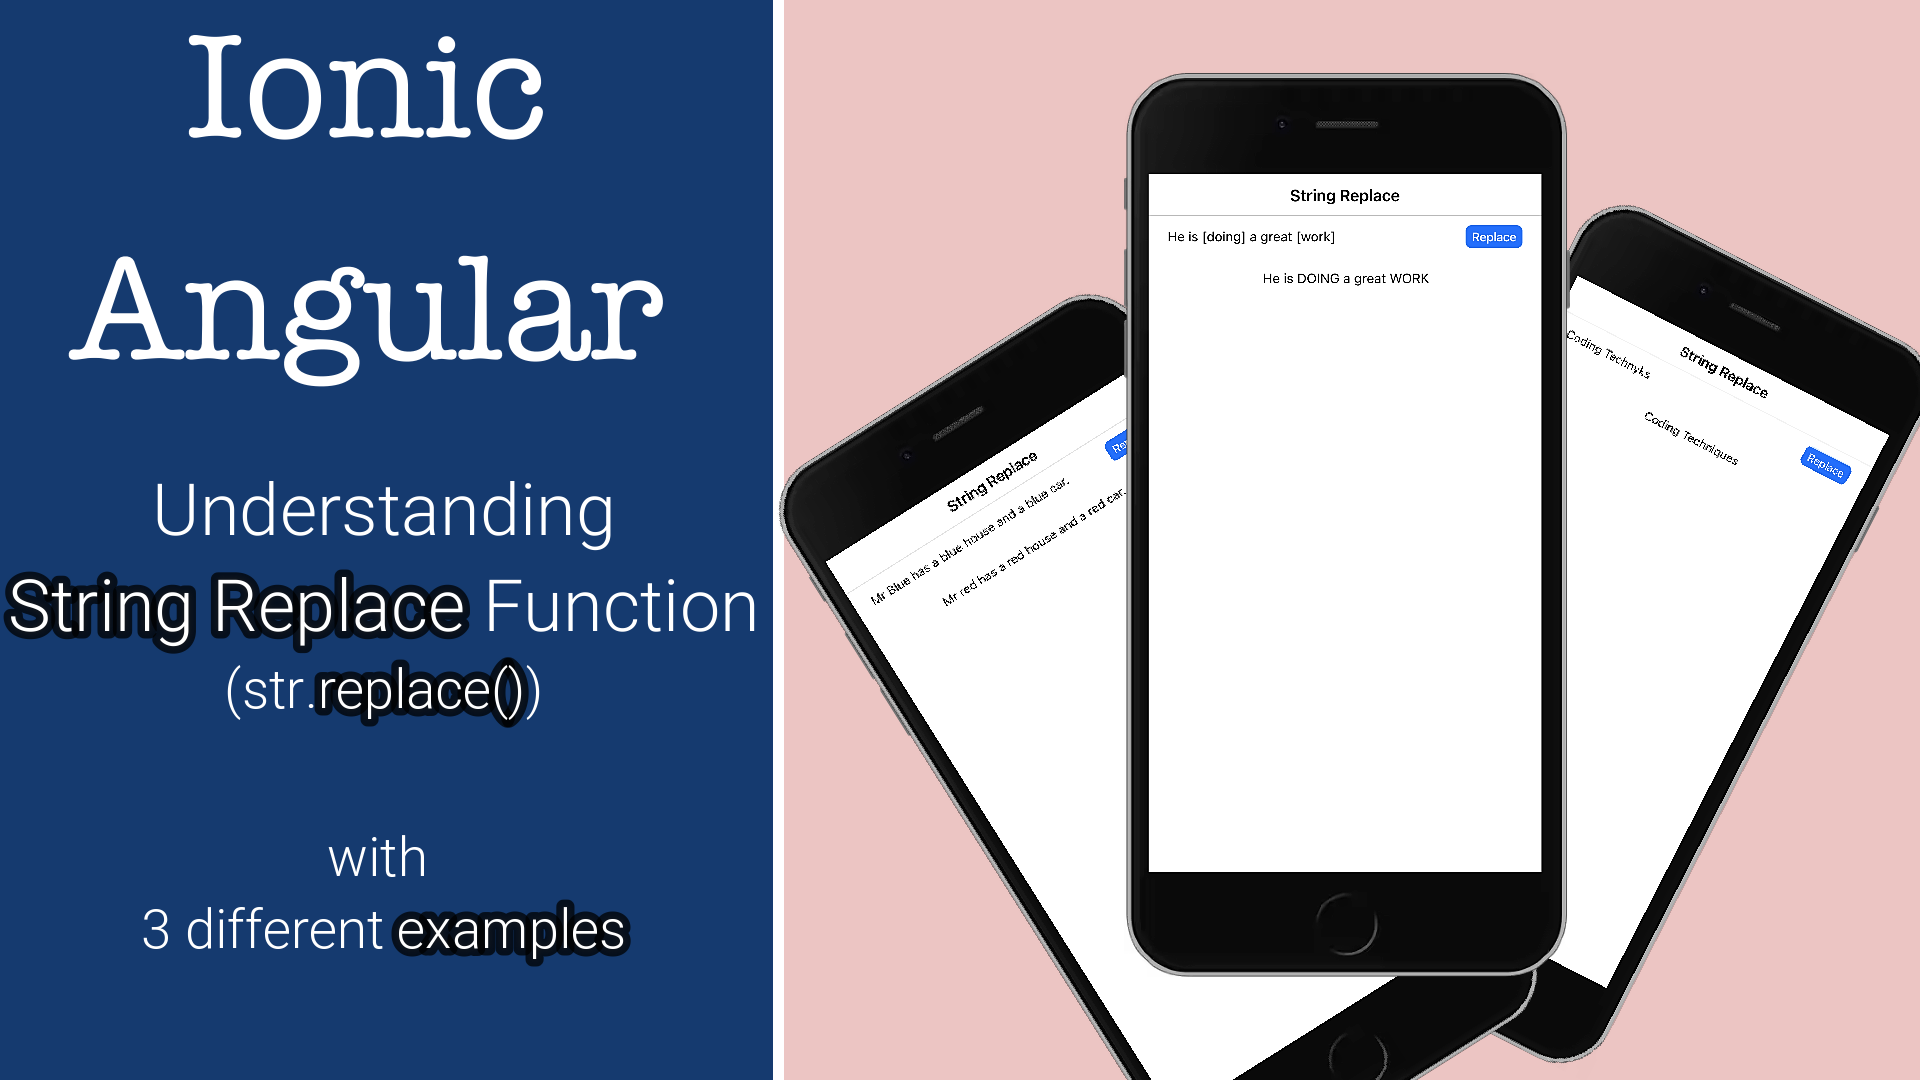 Ionic
Angular
Understanding
String Replace Function
(str.replace())
with
3 different examples
String Replace
He is [doing] a great [work]
Replace
He is DOING a great WORK
String Replace
Mr Blue has a blue house and a blue car.
Mr red has a red house and a red car.
String Replace
Coding Technyks
Coding Techniques
Replace